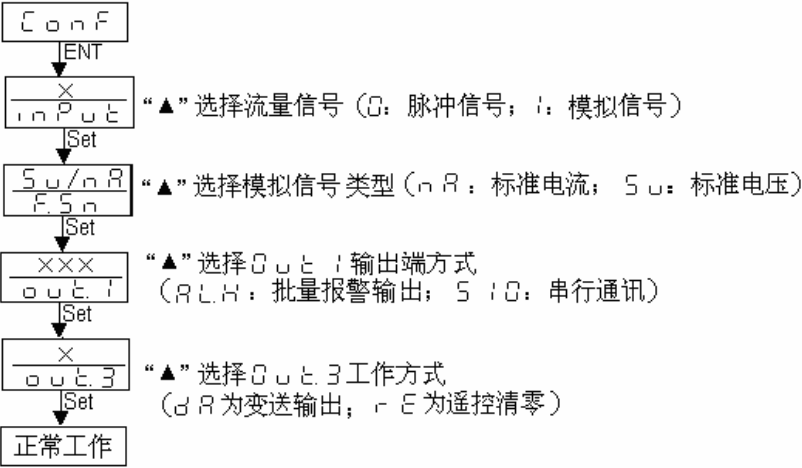 ConF
ENT
×
inPut
“▲”选择流量信号（0：脉冲信号；1：模拟信号）
Set
5u/nA
F.Sn
“▲”选择模拟信号类型（nA：标准电流；5u：标准电压）
Set
×××
out.1
“▲”选择Out 1输出端方式
（AL.H：批量报警输出；S10：串行通讯）
Set
×
out.3
“▲”选择Out.3工作方式
（dA为变送输出；rE为遥控清零）
Set
正常工作